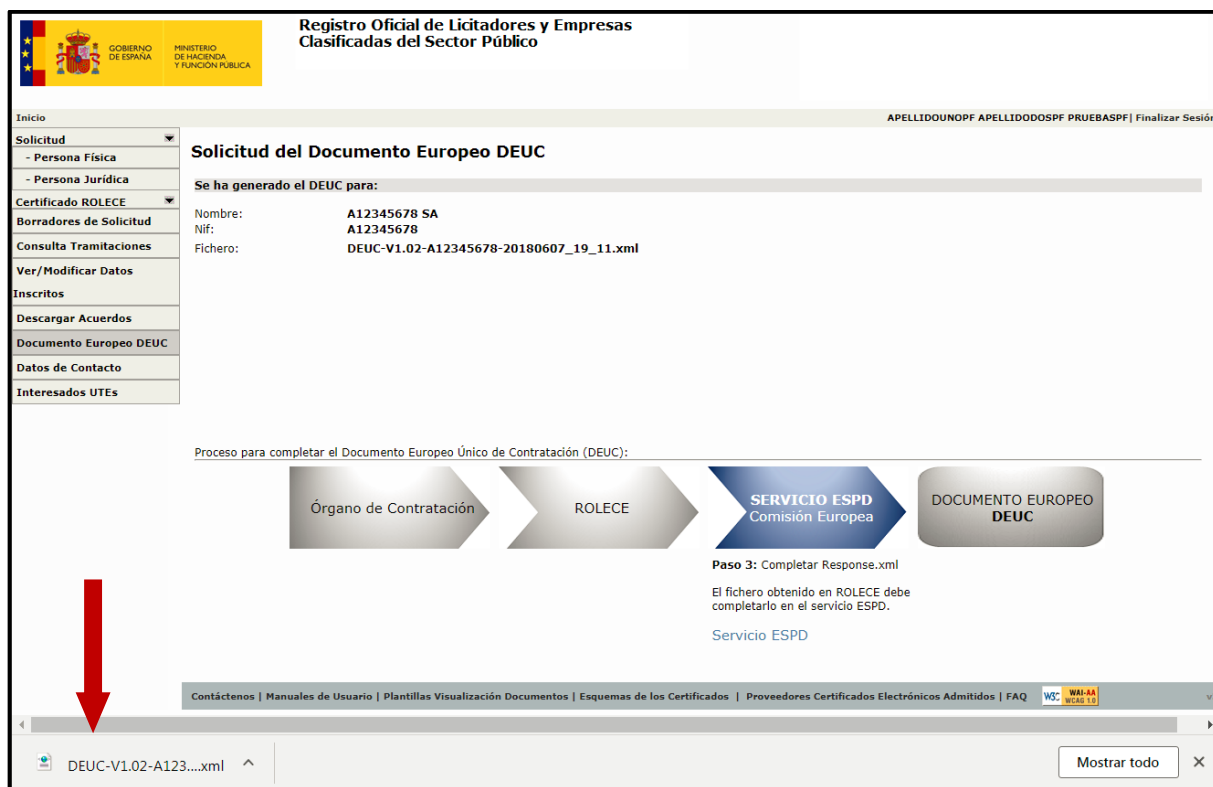 Registro Oficial de Licitadores y Empresas
Clasificadas del Sector Público
GOBIERNO
DE ESPAÑA
MINISTERIO
DE HACIENDA
Y FUNCIÓN PÚBLICA
Inicio
APELLIDOUNOPF APELLIDODOSPF PRUEBASPF| Finalizar Sesión
Solicitud
- Persona Física
- Persona Jurídica
Certificado ROLECE
Borradores de Solicitud
Consulta Tramitaciones
Ver/Modificar Datos
Inscritos
Descargar Acuerdos
Documento Europeo DEUC
Datos de Contacto
Interesados UTEs
Solicitud del Documento Europeo DEUC
Se ha generado el DEUC para:
Nombre: A12345678 SA
Nif: A12345678
Fichero: DEUC-V1.02-A12345678-20180607_19_11.xml
Proceso para completar el Documento Europeo Único de Contratación (DEUC):
Órgano de Contratación
ROLECE
SERVICIO ESPD
Comisión Europea
DOCUMENTO EUROPEO
DEUC
Paso 3: Completar Response.xml
El fichero obtenido en ROLECE debe
completarlo en el servicio ESPD.
Servicio ESPD
Contáctenos | Manuales de Usuario | Plantillas Visualización Documentos | Esquemas de los Certificados | Proveedores Certificados Electrónicos Admitidos | FAQ
W3C WAI-AA
WCAG 1.0
v
DEUC-V1.02-A123....xml
Mostrar todo